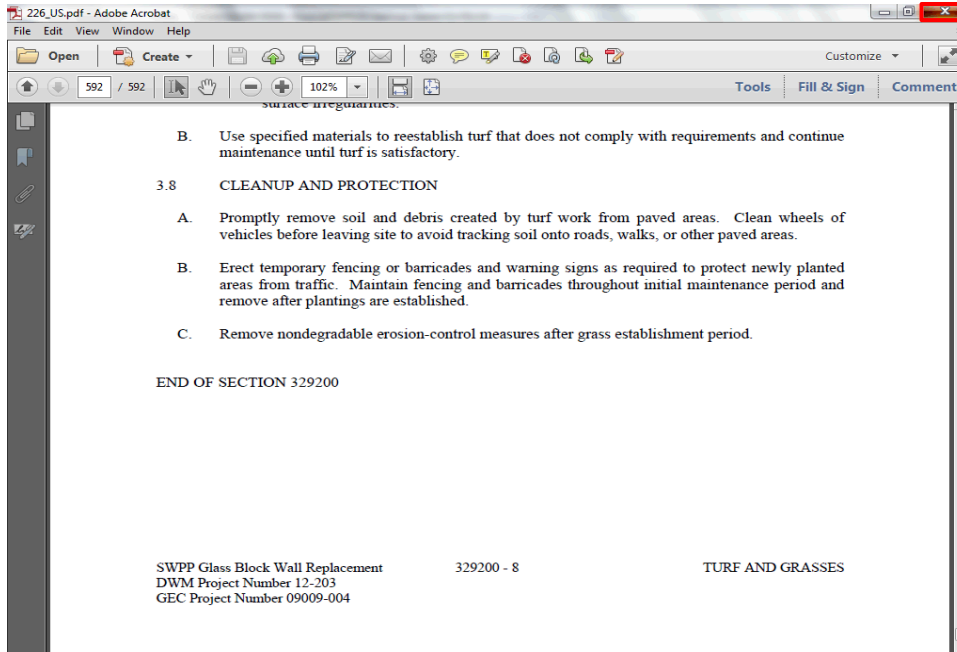 226_US.pdf - Adobe Acrobat
File Edit View Window Help
Open Create Customize
592 / 592 102% Tools Fill & Sign Comment
surface irregularities.
B. Use specified materials to reestablish turf that does not comply with requirements and continue
maintenance until turf is satisfactory.
3.8 CLEANUP AND PROTECTION
A. Promptly remove soil and debris created by turf work from paved areas. Clean wheels of
vehicles before leaving site to avoid tracking soil onto roads, walks, or other paved areas.
B. Erect temporary fencing or barricades and warning signs as required to protect newly planted
areas from traffic. Maintain fencing and barricades throughout initial maintenance period and
remove after plantings are established.
C. Remove nondegradable erosion-control measures after grass establishment period.
END OF SECTION 329200
SWPP Glass Block Wall Replacement 329200 - 8 TURF AND GRASSES
DWM Project Number 12-203
GEC Project Number 09009-004